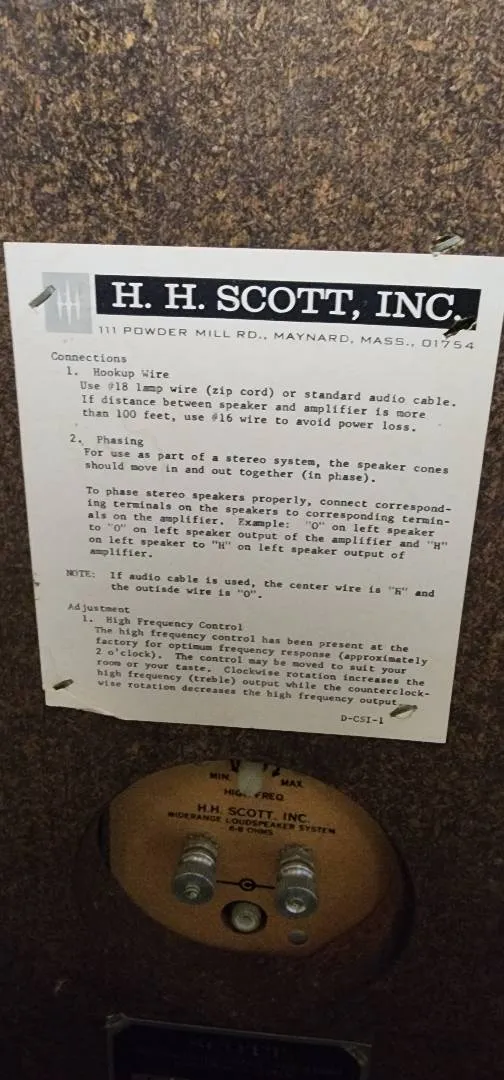 H. H. SCOTT, INC.
111 POWDER MILL RD., MAYNARD, MASS., 01754
Connections
1. Hookup Wire
Use #18 lamp wire (zip cord) or standard audio cable.
If distance between speaker and amplifier is more
than 100 feet, use #16 wire to avoid power loss.
2. Phasing
For use as part of a stereo system, the speaker cones
should move in and out together (in phase).
To phase stereo speakers properly, connect correspond-
ing terminals on the speakers to corresponding termin-
als on the amplifier. Example: "O" on left speaker
to "O" on left speaker output of the amplifier and "H"
on left speaker to "H" on left speaker output of
amplifier.
NOTE: If audio cable is used, the center wire is "H" and
the outisde wire is "O".
Adjustment
1. High Frequency Control
The high frequency control has been present at the
factory for optimum frequency response (approximately
2 o'clock). The control may be moved to suit your
room or your taste. Clockwise rotation increases the
high frequency (treble) output while the counterclock-
wise rotation decreases the high frequency output.
D-CSI-1
MIN. MAX.
HIGH FREQ
H.H. SCOTT, INC.
WIDERANGE LOUDSPEAKER SYSTEM
6-8 OHMS
C